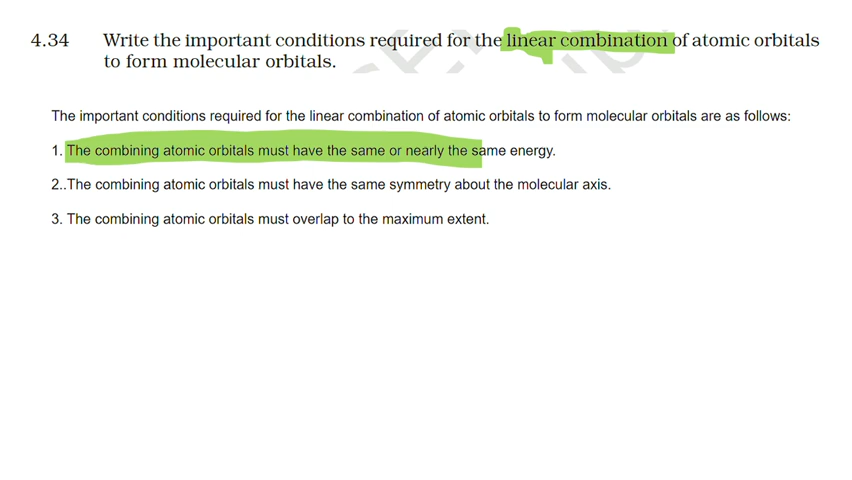 4.34 Write the important conditions required for the linear combination of atomic orbitals
to form molecular orbitals.
The important conditions required for the linear combination of atomic orbitals to form molecular orbitals are as follows:
1. The combining atomic orbitals must have the same or nearly the same energy.
2..The combining atomic orbitals must have the same symmetry about the molecular axis.
3. The combining atomic orbitals must overlap to the maximum extent.